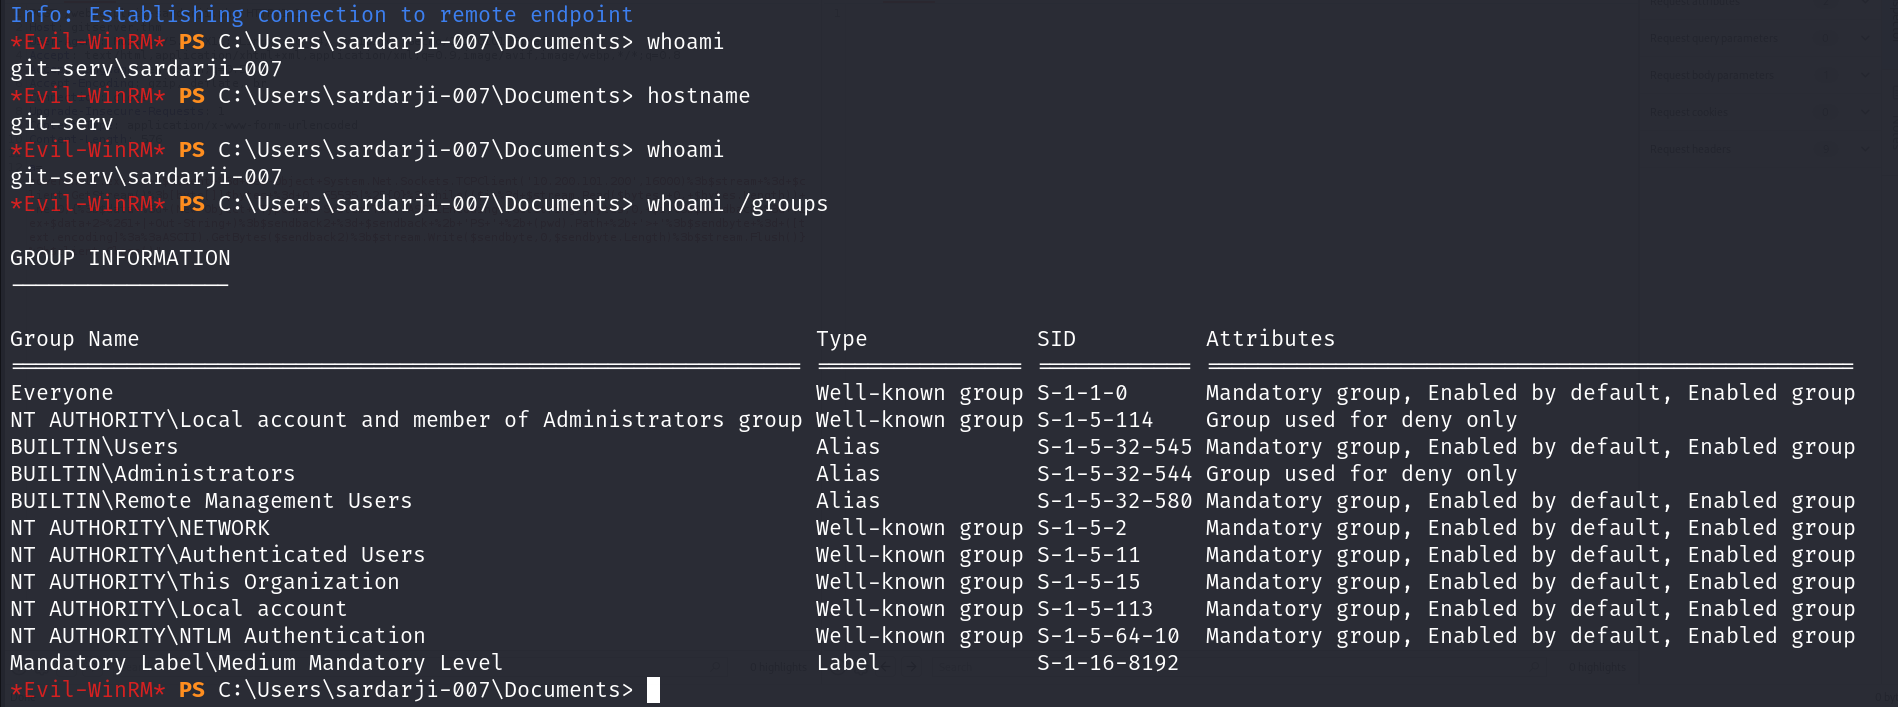 Info: Establishing connection to remote endpoint
*Evil-WinRM* PS C:\Users\sardarji-007\Documents> whoami
git-serv\sardarji-007
*Evil-WinRM* PS C:\Users\sardarji-007\Documents> hostname
git-serv
*Evil-WinRM* PS C:\Users\sardarji-007\Documents> whoami
git-serv\sardarji-007
*Evil-WinRM* PS C:\Users\sardarji-007\Documents> whoami /groups
GROUP INFORMATION
-----------------
Group Name Type SID Attributes
============================================================= ================ ============ ==================================================
Everyone Well-known group S-1-1-0 Mandatory group, Enabled by default, Enabled group
NT AUTHORITY\Local account and member of Administrators group Well-known group S-1-5-114 Group used for deny only
BUILTIN\Users Alias S-1-5-32-545 Mandatory group, Enabled by default, Enabled group
BUILTIN\Administrators Alias S-1-5-32-544 Group used for deny only
BUILTIN\Remote Management Users Alias S-1-5-32-580 Mandatory group, Enabled by default, Enabled group
NT AUTHORITY\NETWORK Well-known group S-1-5-2 Mandatory group, Enabled by default, Enabled group
NT AUTHORITY\Authenticated Users Well-known group S-1-5-11 Mandatory group, Enabled by default, Enabled group
NT AUTHORITY\This Organization Well-known group S-1-5-15 Mandatory group, Enabled by default, Enabled group
NT AUTHORITY\Local account Well-known group S-1-5-113 Mandatory group, Enabled by default, Enabled group
NT AUTHORITY\NTLM Authentication Well-known group S-1-5-64-10 Mandatory group, Enabled by default, Enabled group
Mandatory Label\Medium Mandatory Level Label S-1-16-8192
*Evil-WinRM* PS C:\Users\sardarji-007\Documents>